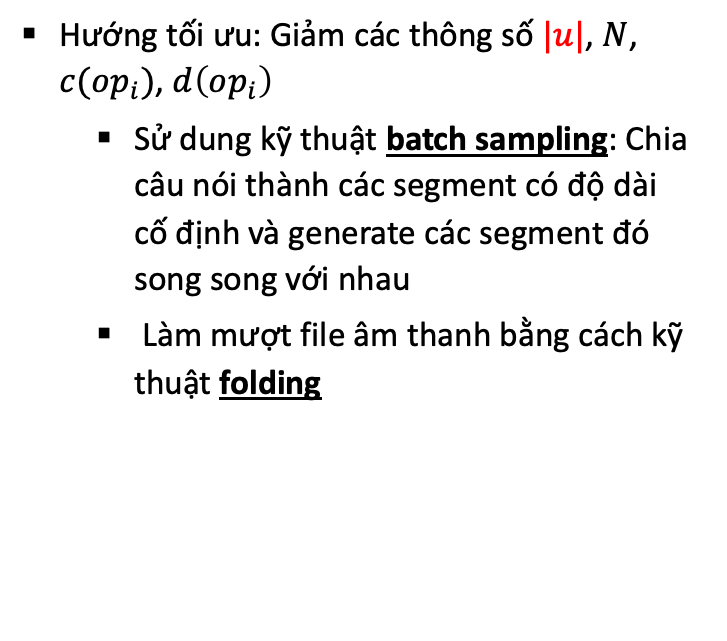 ▪ Hướng tối ưu: Giảm các thông số |u|, N,
c(opᵢ), d(opᵢ)
▪ Sử dung kỹ thuật batch sampling: Chia
câu nói thành các segment có độ dài
cố định và generate các segment đó
song song với nhau
▪ Làm mượt file âm thanh bằng cách kỹ
thuật folding